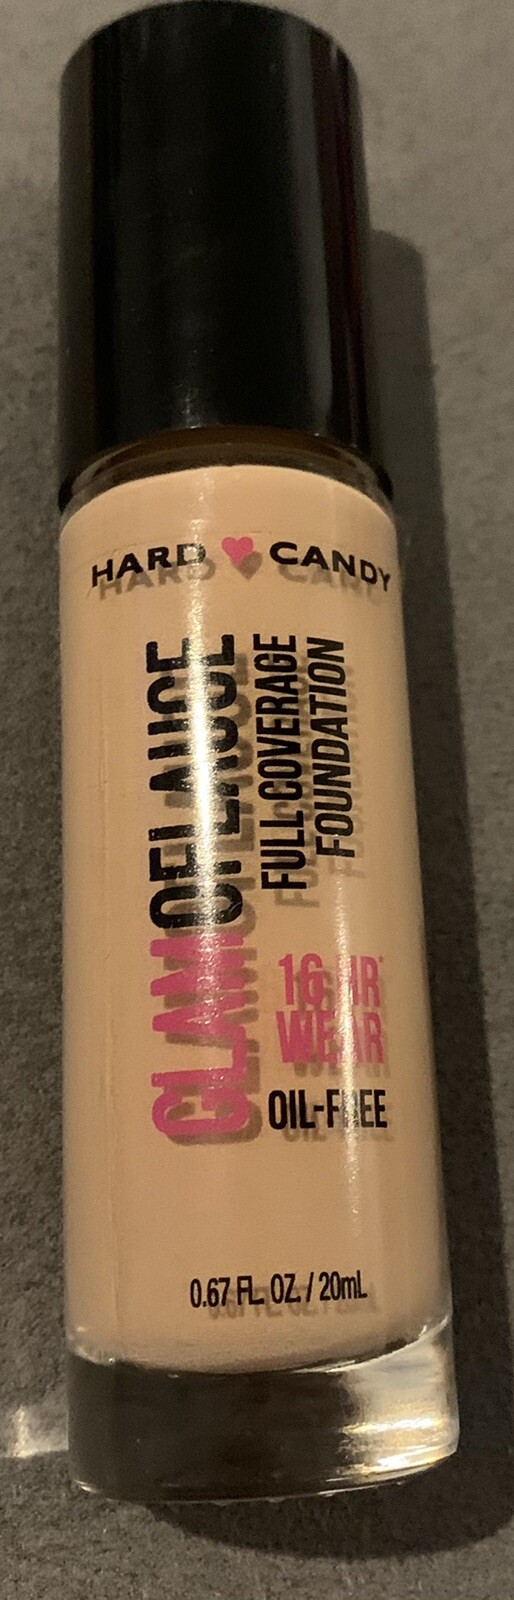 HARD ♥ CANDY
GLAMOFLAUGE
FULL COVERAGE
FOUNDATION
16 HR*
WEAR
OIL-FREE
0.67 FL. OZ. / 20mL